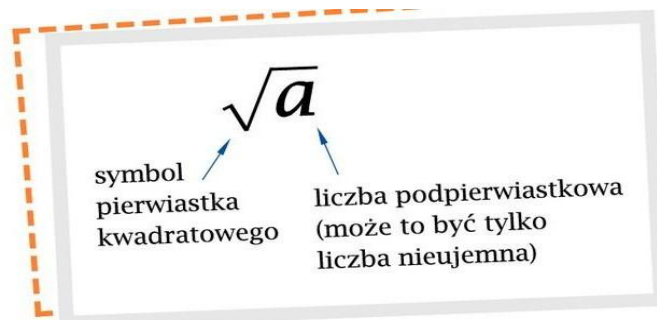 √a
symbol
pierwiastka
kwadratowego
liczba podpierwiastkowa
(może to być tylko
liczba nieujemna)